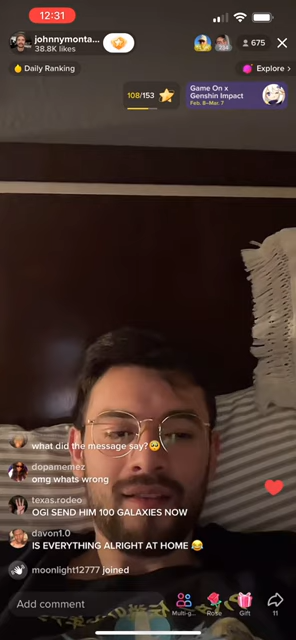 12:31
johnnymonta...
38.8K likes
234
675
Daily Ranking
Explore >
108/153
Game On x
Genshin Impact
Feb. 8–Mar. 7
what did the message say?🥺
dopamemez
omg whats wrong
texas.rodeo
OGI SEND HIM 100 GALAXIES NOW
davon1.0
IS EVERYTHING ALRIGHT AT HOME 😂
moonlight12777 joined
Add comment
Multi-g...
Rose
Gift
11